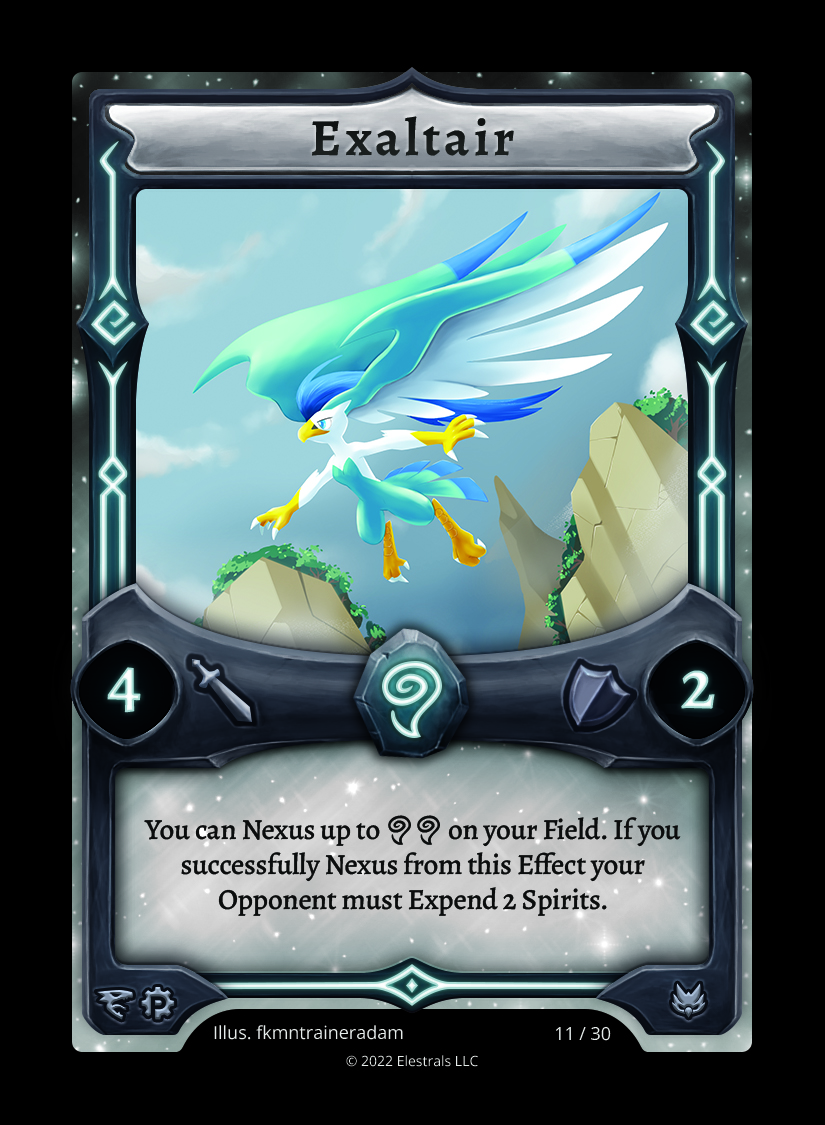 Exaltair
4
2
You can Nexus up to on your Field. If you
successfully Nexus from this Effect your
Opponent must Expend 2 Spirits.
P
Illus. fkmntraineradam
11 / 30
© 2022 Elestrals LLC